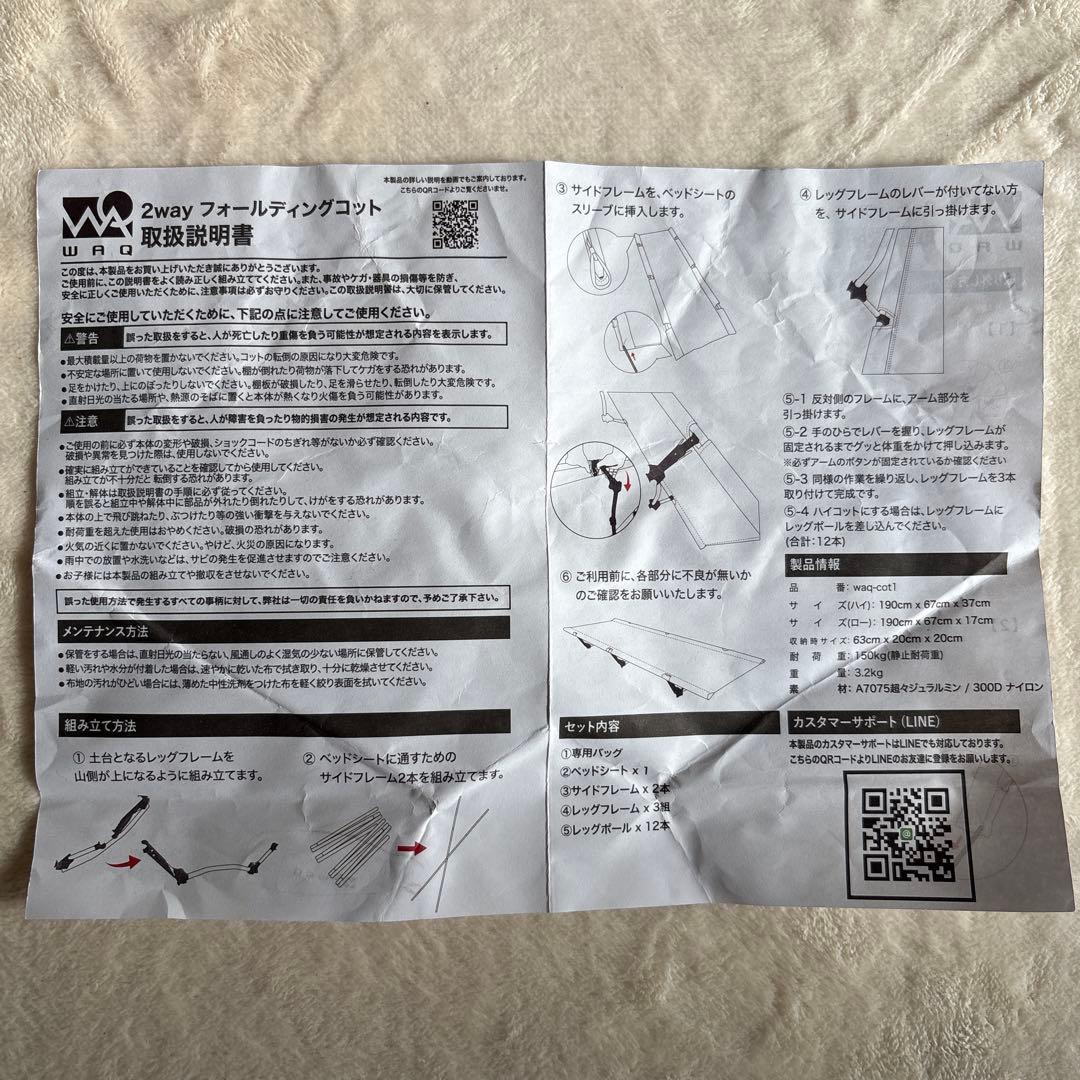 WAQ
2way フォールディングコット
取扱説明書
本製品の詳しい説明を動画でもご案内しております。
こちらのQRコードよりご覧くださいませ。
この度は、本製品をお買い上げいただき誠にありがとうございます。
ご使用前に、この説明書をよく読み正しく組み立ててください。また、事故やケガ・器具の損傷等を防ぎ、
安全に正しくご使用いただくために、注意事項は必ずお守りください。この取扱説明書は、大切に保管してください。
安全にご使用していただくために、下記の点に注意してご使用ください。
⚠警告 誤った取扱をすると、人が死亡したり重傷を負う可能性が想定される内容を表示します。
●最大積載量以上の荷物を置かないでください。コットの転倒の原因になり大変危険です。
●不安定な場所に置いて使用しないでください。棚が倒れたり荷物が落下してケガをする恐れがあります。
●足をかけたり、上にのぼったりしないでください。棚板が破損したり、足を滑らせたり、転倒したり大変危険です。
●直射日光の当たる場所や、熱源のそばに置くと本体が熱くなり火傷を負う可能性があります。
⚠注意 誤った取扱をすると、人が障害を負ったり物的損害の発生が想定される内容です。
●ご使用の前に必ず本体の変形や破損、ショックコードのちぎれ等がないか必ず確認ください。
破損や異常を見つけた際は、使用しないでください。
●確実に組み立てができていることを確認してから使用してください。
組み立てが不十分だと転倒する恐れがあります。
●組立・解体は取扱説明書の手順に必ず従ってください。
順を誤ると組立中や解体中に部品が外れたり倒れたりして、けがをする恐れがあります。
●本体の上で飛び跳ねたり、ぶつけたり等の強い衝撃を与えないでください。
●耐荷重を超えた使用はおやめください。破損の恐れがあります。
●火気の近くに置かないでください。やけど、火災の原因になります。
●雨中での放置や水洗いなどは、サビの発生を促進させますのでご注意ください。
●お子様には本製品の組み立てや撤収をさせないでください。
誤った使用方法で発生するすべての事柄に対して、弊社は一切の責任を負いかねますので、予めご了承下さい。
メンテナンス方法
●保管をする場合は、直射日光の当たらない、風通しのよく湿気の少ない場所に保管してください。
●軽い汚れや水分が付着した場合は、速やかに乾いた布で拭き取り、十分に乾燥させてください。
●布地の汚れがひどい場合には、薄めた中性洗剤をつけた布を軽く絞り表面を拭いてください。
組み立て方法
① 土台となるレッグフレームを
山側が上になるように組み立てます。
② ベッドシートに通すための
サイドフレーム2本を組み立てます。
③ サイドフレームを、ベッドシートの
スリーブに挿入します。
④ レッグフレームのレバーが付いてない方
を、サイドフレームに引っ掛けます。
⑤-1 反対側のフレームに、アーム部分を
引っ掛けます。
⑤-2 手のひらでレバーを握り、レッグフレームが
固定されるまでグッと体重をかけて押し込みます。
※必ずアームのボタンが固定されているか確認ください
⑤-3 同様の作業を繰り返し、レッグフレームを3本
取り付けて完成です。
⑤-4 ハイコットにする場合は、レッグフレームに
レッグポールを差し込んでください。
(合計:12本)
⑥ ご利用前に、各部分に不良が無いか
のご確認をお願いいたします。
製品情報
品 番: waq-cot1
サ イ ズ(ハイ): 190cm x 67cm x 37cm
サ イ ズ(ロー): 190cm x 67cm x 17cm
収納時サイズ: 63cm x 20cm x 20cm
耐 荷 重: 150kg(静止耐荷重)
重 量: 3.2kg
素 材: A7075超々ジュラルミン / 300D ナイロン
セット内容
①専用バッグ
②ベッドシート x 1
③サイドフレーム x 2本
④レッグフレーム x 3組
⑤レッグポール x 12本
カスタマーサポート（LINE）
本製品のカスタマーサポートはLINEでも対応しております。
こちらのQRコードよりLINEのお友達に登録をお願いします。